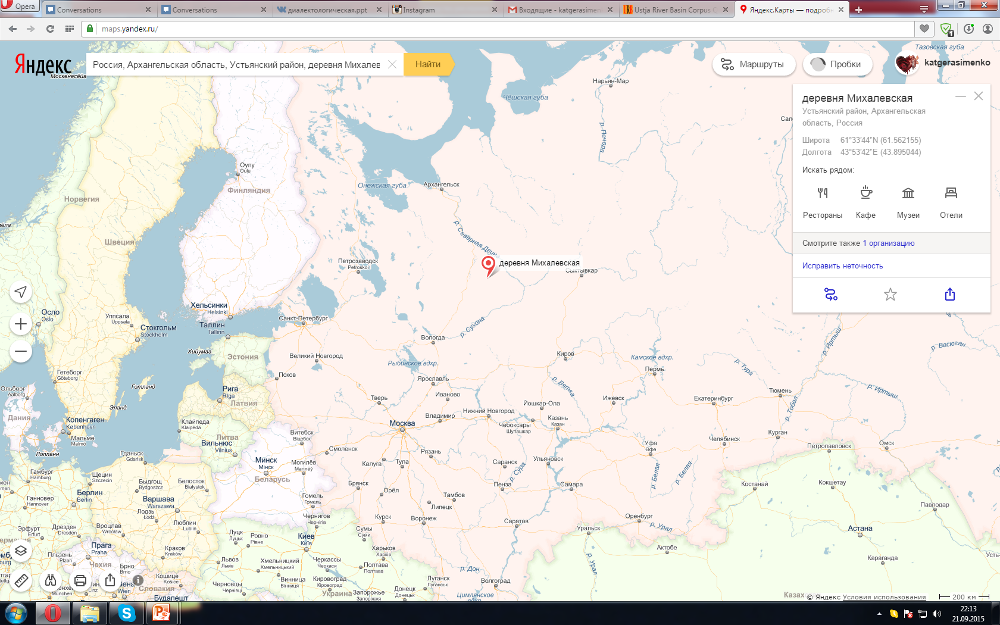 Opera
Conversations
Conversations
диалектологическая.ppt
Instagram
Входящие - katgerasimen
Ustja River Basin Corpus
Яндекс.Карты — подробн
maps.yandex.ru/
1
Яндекс
Россия, Архангельская область, Устьянский район, деревня Михалев
Найти
Маршруты
Пробки
katgerasimenko
деревня Михалевская
Устьянский район, Архангельская
область, Россия
Широта 61°33'44"N (61.562155)
Долгота 43°53'42"E (43.895044)
Искать рядом:
Рестораны Кафе Музеи Отели
Смотрите также 1 организацию
Исправить неточность
Тазовская губа
Москенесёйа
Нарьян-Мар
Чёшская губа
р. Печора
Оулу
Oulu
Онежская губа
Архангельск
Финляндия
Норвегия
р. Северная Двина
Швеция
деревня Михалевская
Петрозаводск
Petroskoi
Сыктывкар
Хельсинки
Helsinki
Осло
Oslo
Уппсала
Uppsala
Стокгольм
Stockholm
Таллин
Tallinn
Санкт-Петербург
р. Сухона
Вологда
р. Иртыш
р. Васюган
Хийумаа
Эстония
Великий Новгород
Рыбинское вдхр.
Киров
Камское вдхр.
р. Тура
Гетеборг
Göteborg
Псков
Ярославль
р. Вятка
Пермь
Ольборг
Aalborg
Готланд
Рига
Rīga
Латвия
Тверь
Иваново
Ижевск
Екатеринбург
Тюмень
р. Иртыш
р. Тобол
Эланд
Йошкар-Ола
Нижний Новгород
Владимир
Казань
Казан
Дания
Копенгаген
København
Клайпеда
Klaipėda
Москва
Чебоксары
Шупашкар
Мальмё
Malmo
Литва
Вильнюс
Vilnius
Витебск
Віцебск
Смоленск
Уфа
Өфө
Челябинск
Курган
Петропавловск
Омск
Лолланн
Гданьск
Gdańsk
Минск
Мінск
Могилёв
Магілёў
Рязань
Калуга
Тула
Саранск
Ульяновск
р. Сура
р. Белая
р. Белая
Гамбург
Hamburg
Щецин
Szczecin
Быдгощ
Bydgoszcz
Белосток
Białystok
Беларусь
Брянск
Пенза
Самара
Костанай
Кокшетау
Ганновер
Hannover
Берлин
Berlin
Варшава
Warszawa
Гомель
Гомель
Орёл
Тамбов
Липецк
Павлодар
Лодзь
Łódź
Чернигов
Чернігів
Курск
Воронеж
Саратов
Оренбург
р. Урал
Уральск
Астана
Эрфурт
Erfurt
Дрезден
Dresden
Вроцлав
Wrocław
Люблин
Lublin
Луцк
Луцьк
Ровно
Рівне
Киев
Київ
Сумы
Суми
Прага
Praha
Краков
Kraków
Харьков
Харків
Актобе
Пльзень
Plzen
Чехия
Брно
Brno
Львов
Львів
Хмельницкий
Хмельницький
Черкассы
Черкаси
Полтава
Полтава
Караганда
р. Урал
р. Дон
Кошице
Košice
Словакия
Винница
Вінниця
Кировоград
Кіровоград
Луганск
Луганськ
Волгоград
Черновцы
Чернівці
Украина
Запорожье
Запоріжжя
Донецк
Донецьк
Цимлянское
вдхр.
München
Linz
Вена
Wien
Будапешт
Казах
© Яндекс Условия использования
200 км
22:13
21.09.2015